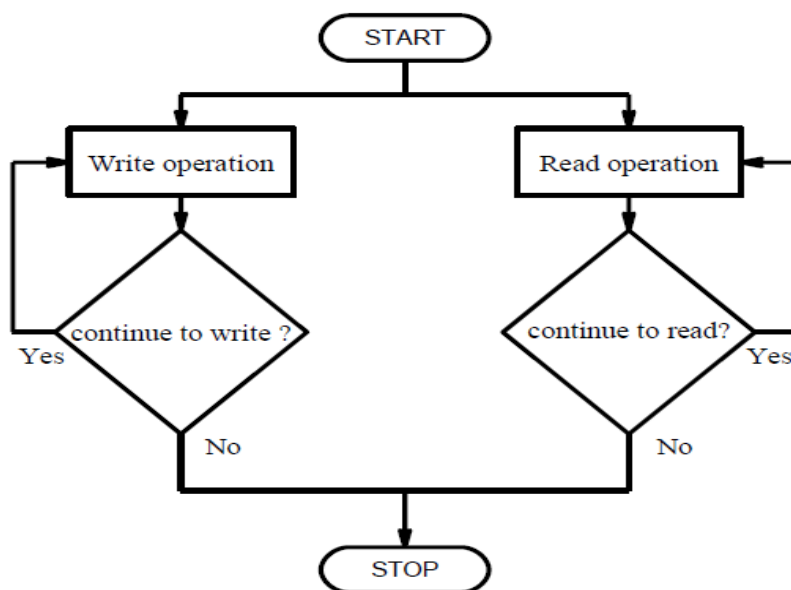 START
Write operation
Read operation
continue to write ?
continue to read?
Yes
Yes
No
No
STOP